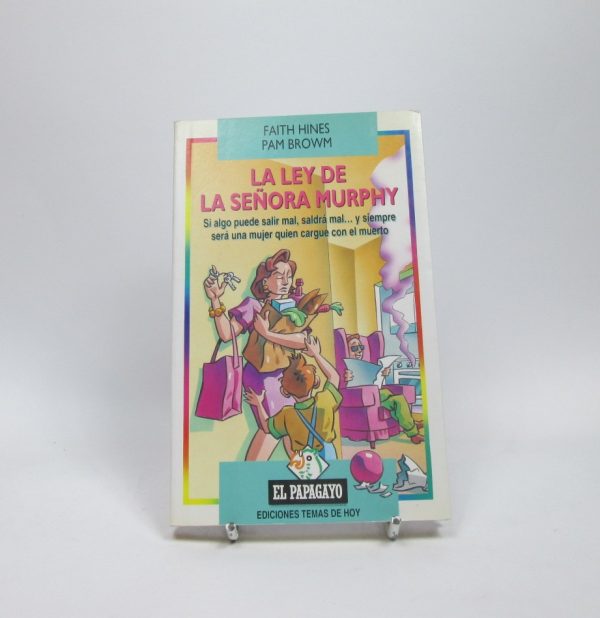 FAITH HINES
PAM BROWM
LA LEY DE
LA SEÑORA MURPHY
Si algo puede salir mal, saldrá mal... y siempre
será una mujer quien cargue con el muerto
EL PAPAGAYO
EDICIONES TEMAS DE HOY